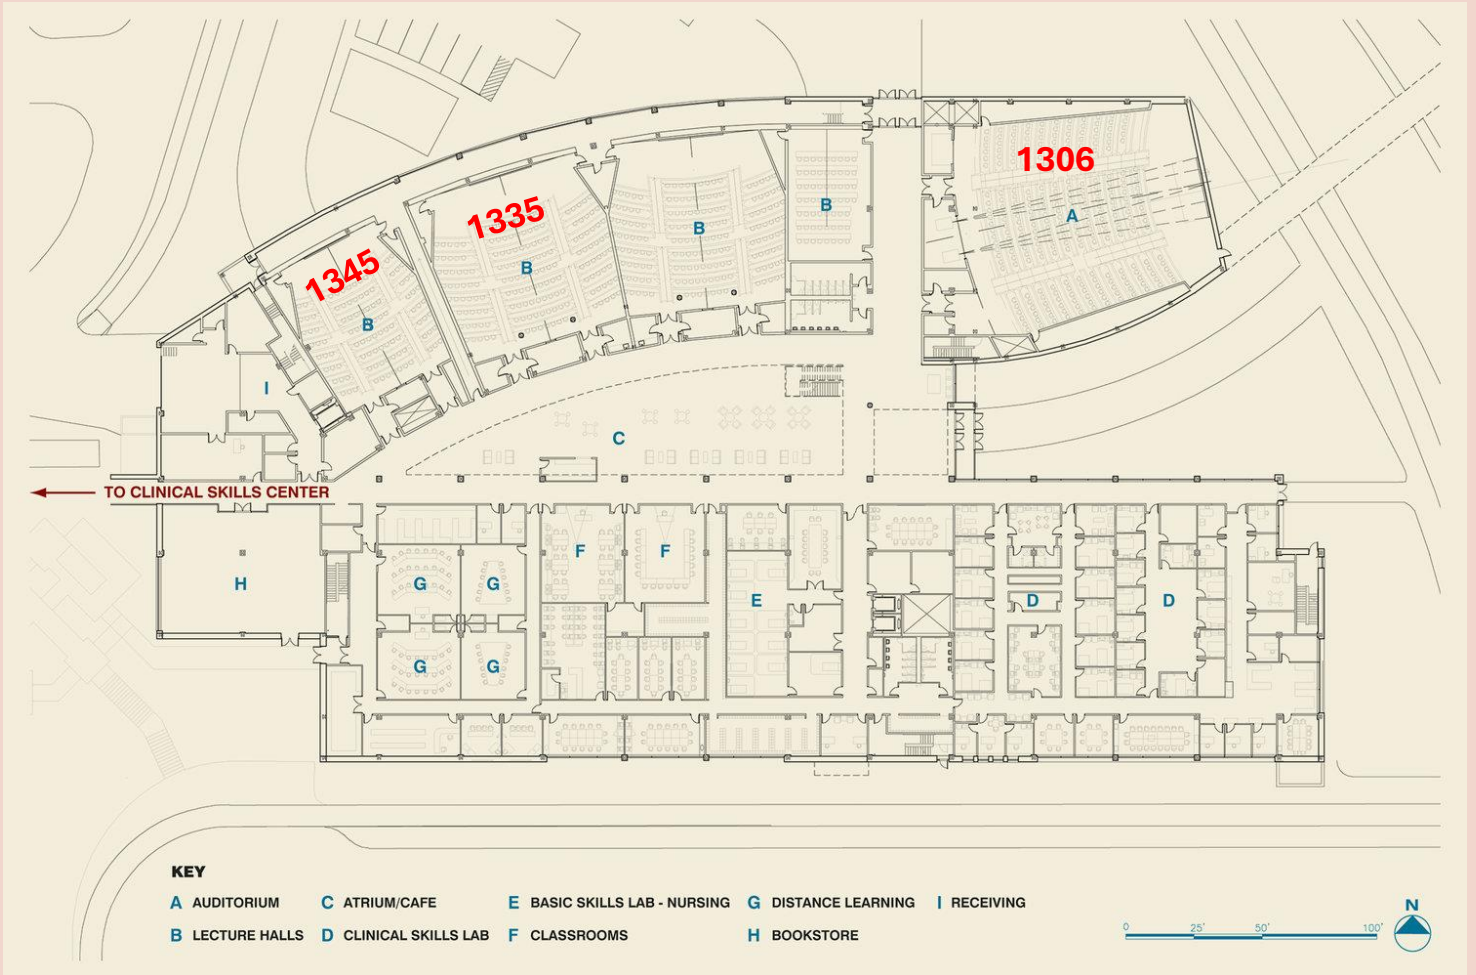 1306
1335
1345
A
B
B
B
B
I
C
TO CLINICAL SKILLS CENTER
H
G
G
G
G
F
F
E
D
D
KEY
A AUDITORIUM
C ATRIUM/CAFE
E BASIC SKILLS LAB - NURSING
G DISTANCE LEARNING
I RECEIVING
B LECTURE HALLS
D CLINICAL SKILLS LAB
F CLASSROOMS
H BOOKSTORE
N
0 25' 50' 100'